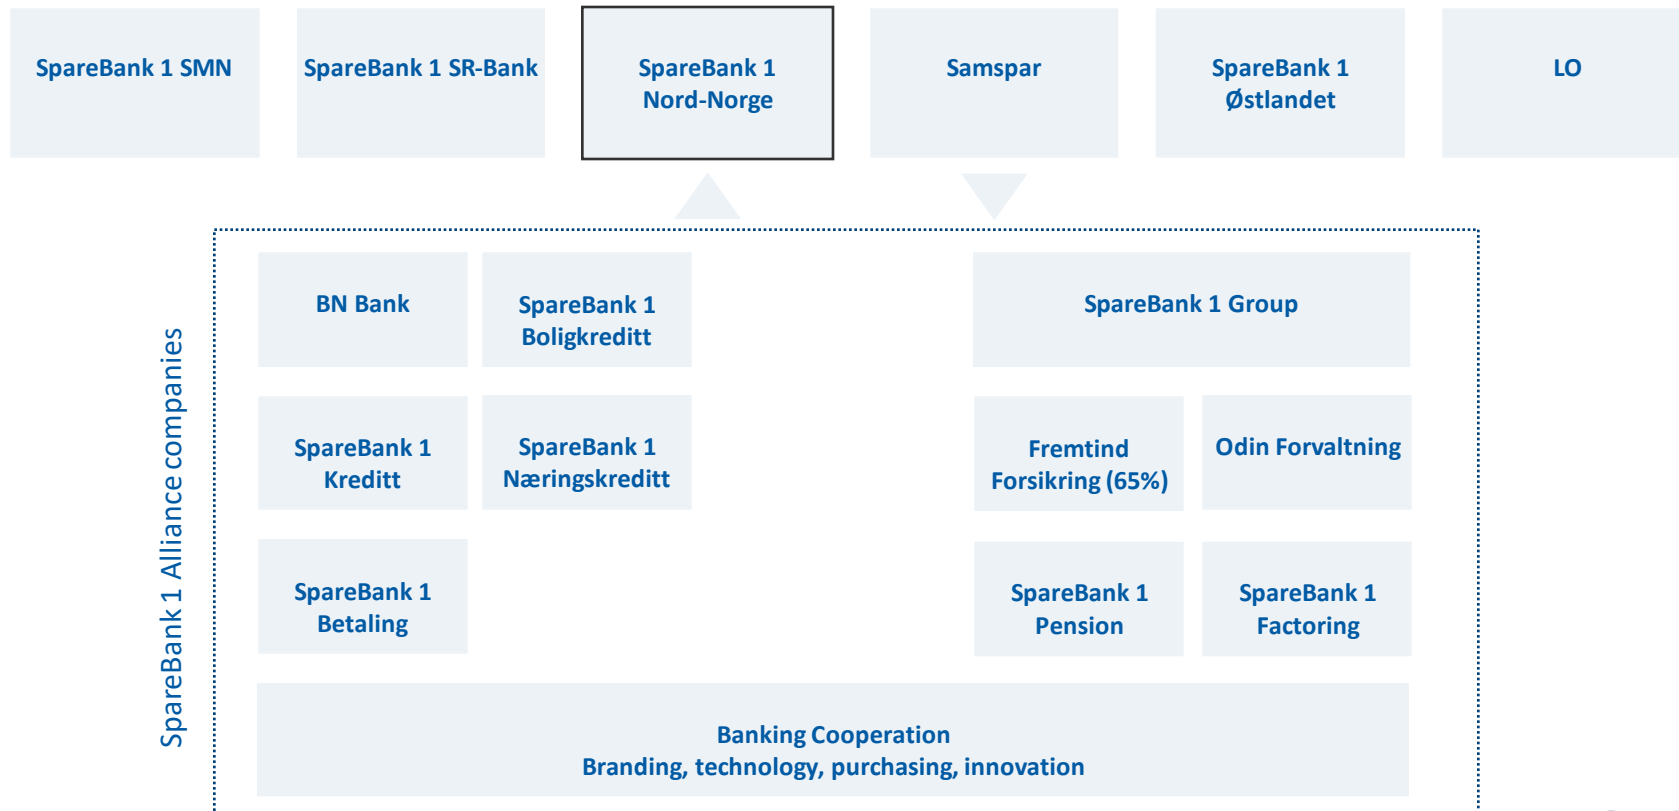 SpareBank 1 SMN
SpareBank 1 SR-Bank
SpareBank 1
Nord-Norge
Samspar
SpareBank 1
Østlandet
LO
SpareBank 1 Alliance companies
BN Bank
SpareBank 1
Boligkreditt
SpareBank 1 Group
SpareBank 1
Kreditt
SpareBank 1
Næringskreditt
Fremtind
Forsikring (65%)
Odin Forvaltning
SpareBank 1
Betaling
SpareBank 1
Pension
SpareBank 1
Factoring
Banking Cooperation
Branding, technology, purchasing, innovation